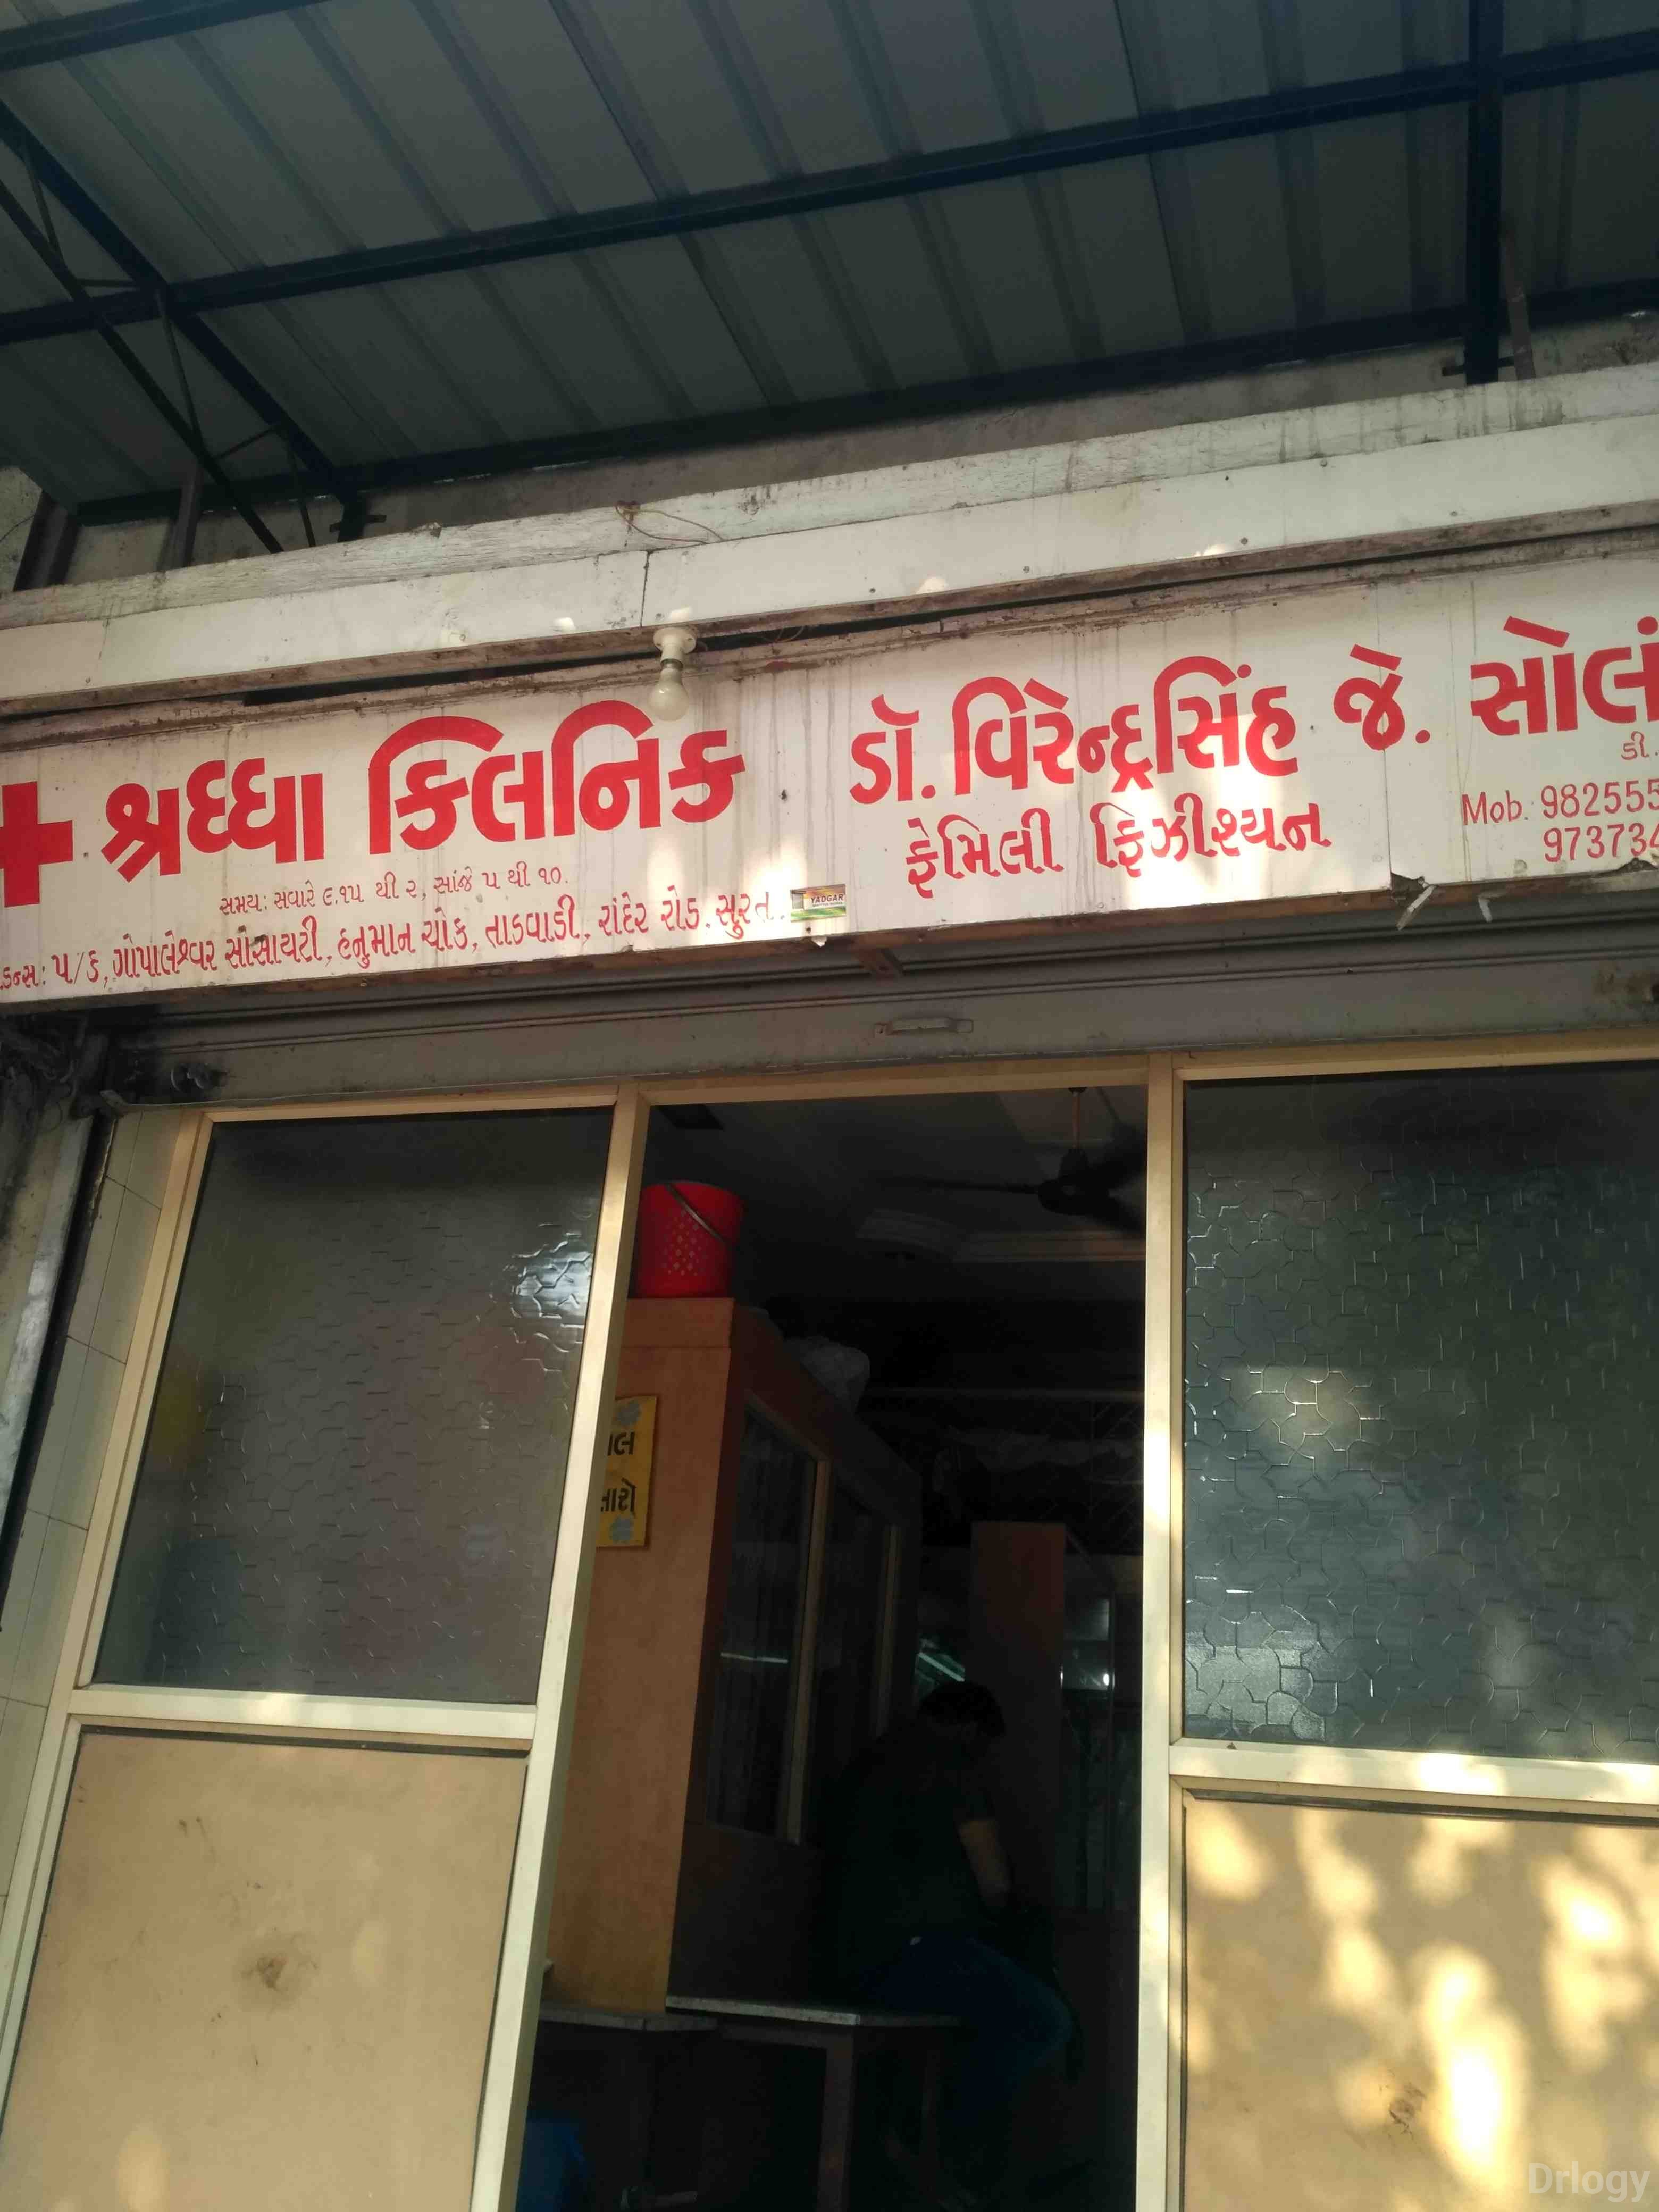 શ્રધ્ધા ક્લિનિક
સમય: સવારે ૯.૧૫ થી ૨, સાંજે ૫ થી ૧૦.
૫/૬, ગોપાલેશ્વર સોસાયટી, હનુમાન ચોક, તાડવાડી, રાંદેર રોડ. સુરત.
YADGAR
ડૉ. વિરેન્દ્રસિંહ જે. સોલં
ડી.
ફેમિલી ફિઝીશ્યન
Mob. 982555
973734
Drlogy